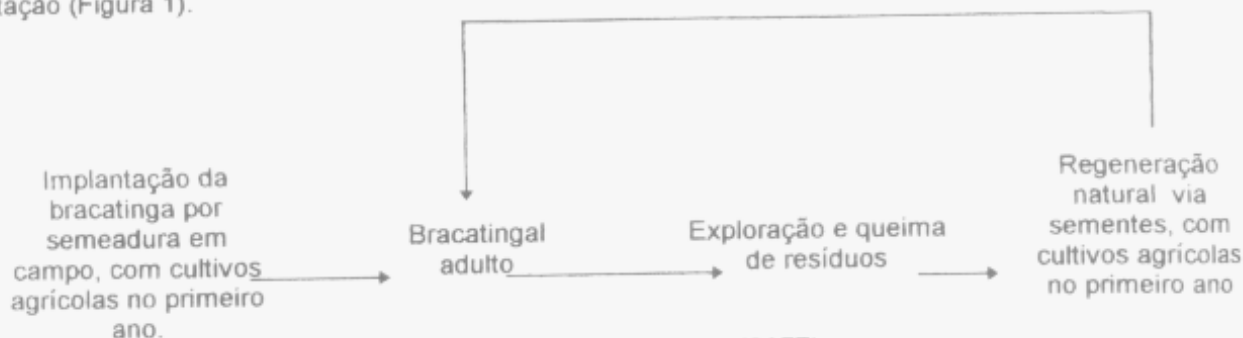 (Figura 1).
Implantação da
bracatinga por
semeadura em
campo, com cultivos
agrícolas no primeiro
ano.
Bracatingal
adulto
Exploração e queima
de resíduos
Regeneração
natural via
sementes, com
cultivos agrícolas
no primeiro ano